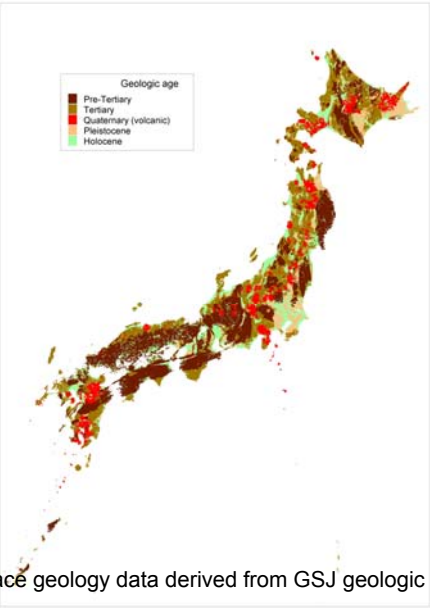 Geologic age
Pre-Tertiary
Tertiary
Quaternary (volcanic)
Pleistocene
Holocene
ace geology data derived from GSJ geologic